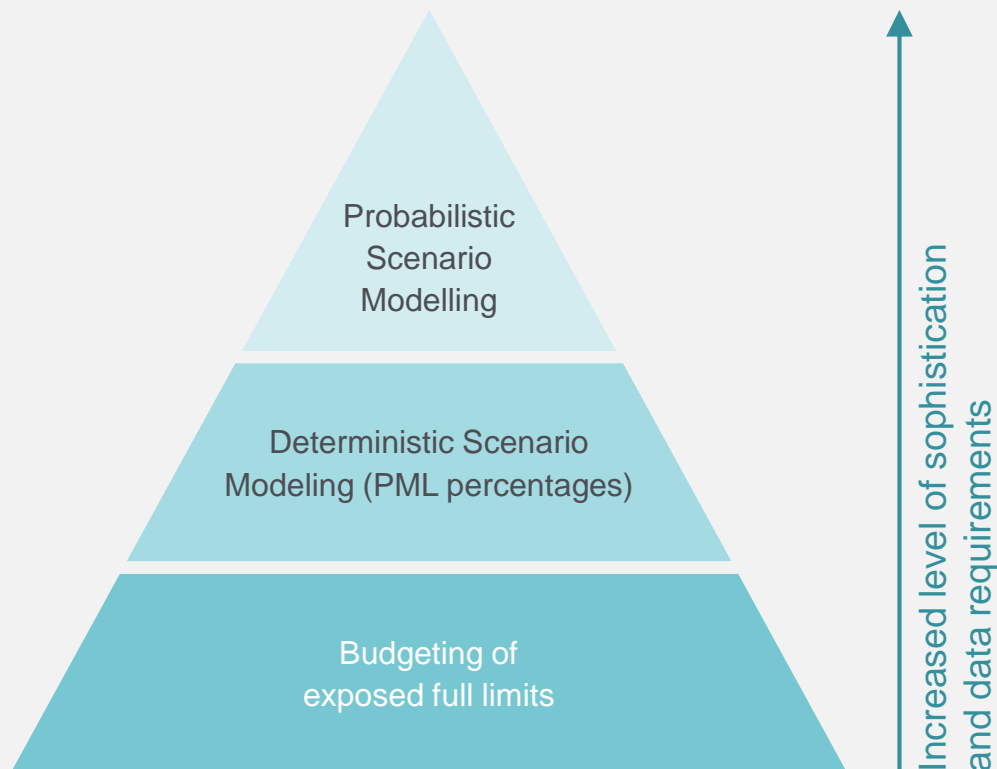 Probabilistic
Scenario
Modelling
Deterministic Scenario
Modeling (PML percentages)
Budgeting of
exposed full limits
Increased level of sophistication
and data requirements